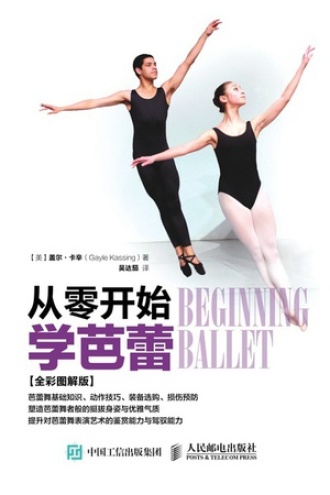 【美】盖尔·卡辛（Gayle Kassing）著
吴达茄 译
从零开始
学芭蕾
BEGINNING
BALLET
【全彩图解版】
芭蕾舞基础知识、动作技巧、装备选购、损伤预防
塑造芭蕾舞者般的挺拔身姿与优雅气质
提升对芭蕾舞表演艺术的鉴赏能力与驾驭能力
中国工信出版集团
人民邮电出版社
POSTS & TELECOM PRESS